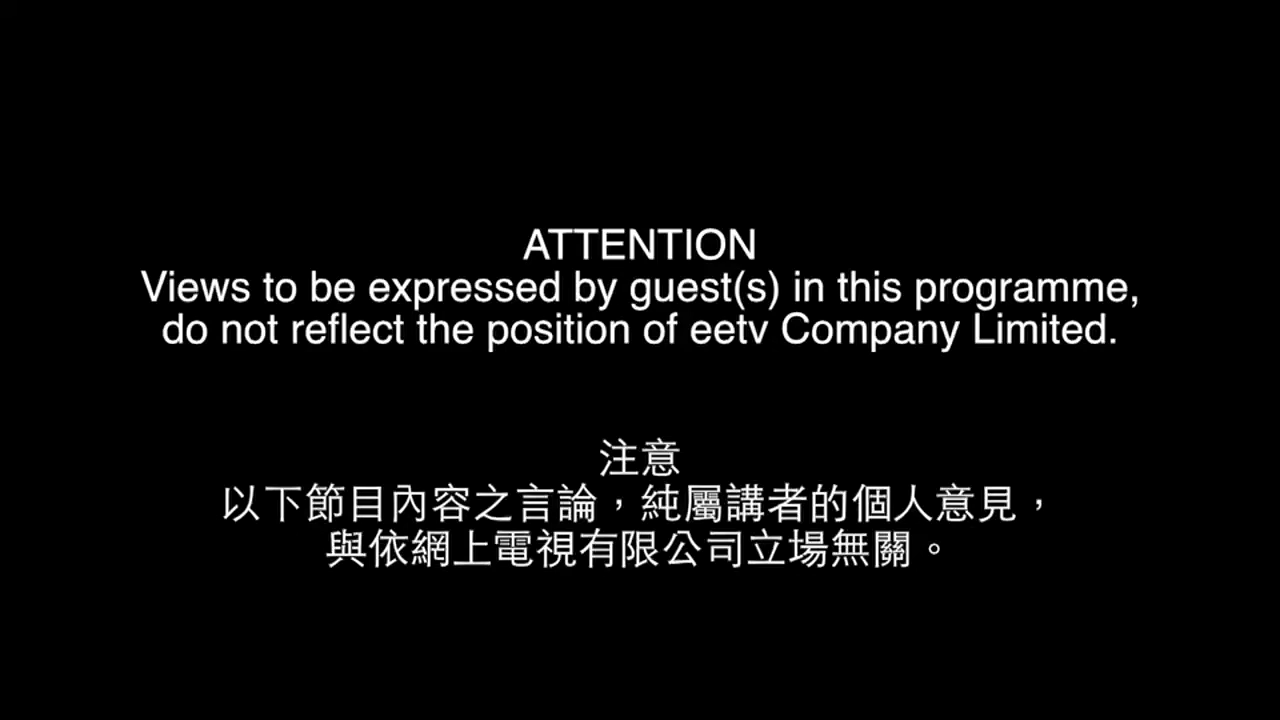 ATTENTION
Views to be expressed by guest(s) in this programme,
do not reflect the position of eetv Company Limited.
注意
以下節目內容之言論，純屬講者的個人意見，
與依網上電視有限公司立場無關。